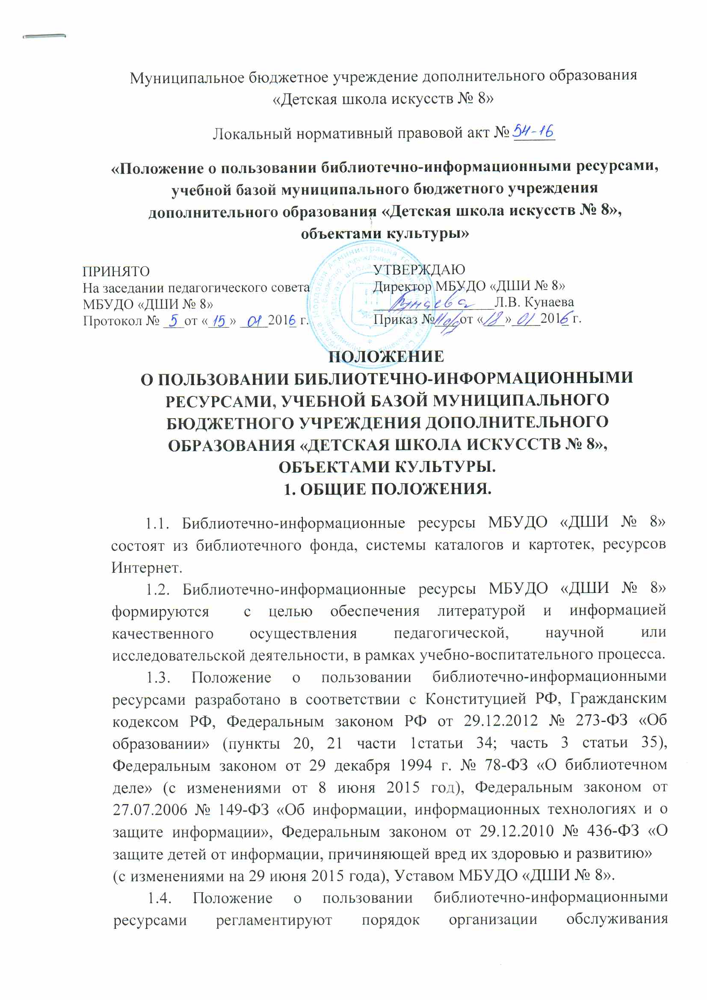 Муниципальное бюджетное учреждение дополнительного образования
«Детская школа искусств № 8»
Локальный нормативный правовой акт № 54-16
«Положение о пользовании библиотечно-информационными ресурсами,
учебной базой муниципального бюджетного учреждения
дополнительного образования «Детская школа искусств № 8»,
объектами культуры»
ПРИНЯТО
На заседании педагогического совета
МБУДО «ДШИ № 8»
Протокол № 5 от «15» 01 2016 г.
УТВЕРЖДАЮ
Директор МБУДО «ДШИ № 8»
Кунаева Л.В. Кунаева
Приказ № от «18» 01 2016 г.
ПОЛОЖЕНИЕ
О ПОЛЬЗОВАНИИ БИБЛИОТЕЧНО-ИНФОРМАЦИОННЫМИ
РЕСУРСАМИ, УЧЕБНОЙ БАЗОЙ МУНИЦИПАЛЬНОГО
БЮДЖЕТНОГО УЧРЕЖДЕНИЯ ДОПОЛНИТЕЛЬНОГО
ОБРАЗОВАНИЯ «ДЕТСКАЯ ШКОЛА ИСКУССТВ № 8»,
ОБЪЕКТАМИ КУЛЬТУРЫ.
1. ОБЩИЕ ПОЛОЖЕНИЯ.
1.1. Библиотечно-информационные ресурсы МБУДО «ДШИ № 8»
состоят из библиотечного фонда, системы каталогов и картотек, ресурсов
Интернет.
1.2. Библиотечно-информационные ресурсы МБУДО «ДШИ № 8»
формируются с целью обеспечения литературой и информацией
качественного осуществления педагогической, научной или
исследовательской деятельности, в рамках учебно-воспитательного процесса.
1.3. Положение о пользовании библиотечно-информационными
ресурсами разработано в соответствии с Конституцией РФ, Гражданским
кодексом РФ, Федеральным законом РФ от 29.12.2012 № 273-ФЗ «Об
образовании» (пункты 20, 21 части 1статьи 34; часть 3 статьи 35),
Федеральным законом от 29 декабря 1994 г. № 78-ФЗ «О библиотечном
деле» (с изменениями от 8 июня 2015 год), Федеральным законом от
27.07.2006 № 149-ФЗ «Об информации, информационных технологиях и о
защите информации», Федеральным законом от 29.12.2010 № 436-ФЗ «О
защите детей от информации, причиняющей вред их здоровью и развитию»
(с изменениями на 29 июня 2015 года), Уставом МБУДО «ДШИ № 8».
1.4. Положение о пользовании библиотечно-информационными
ресурсами регламентируют порядок организации обслуживания